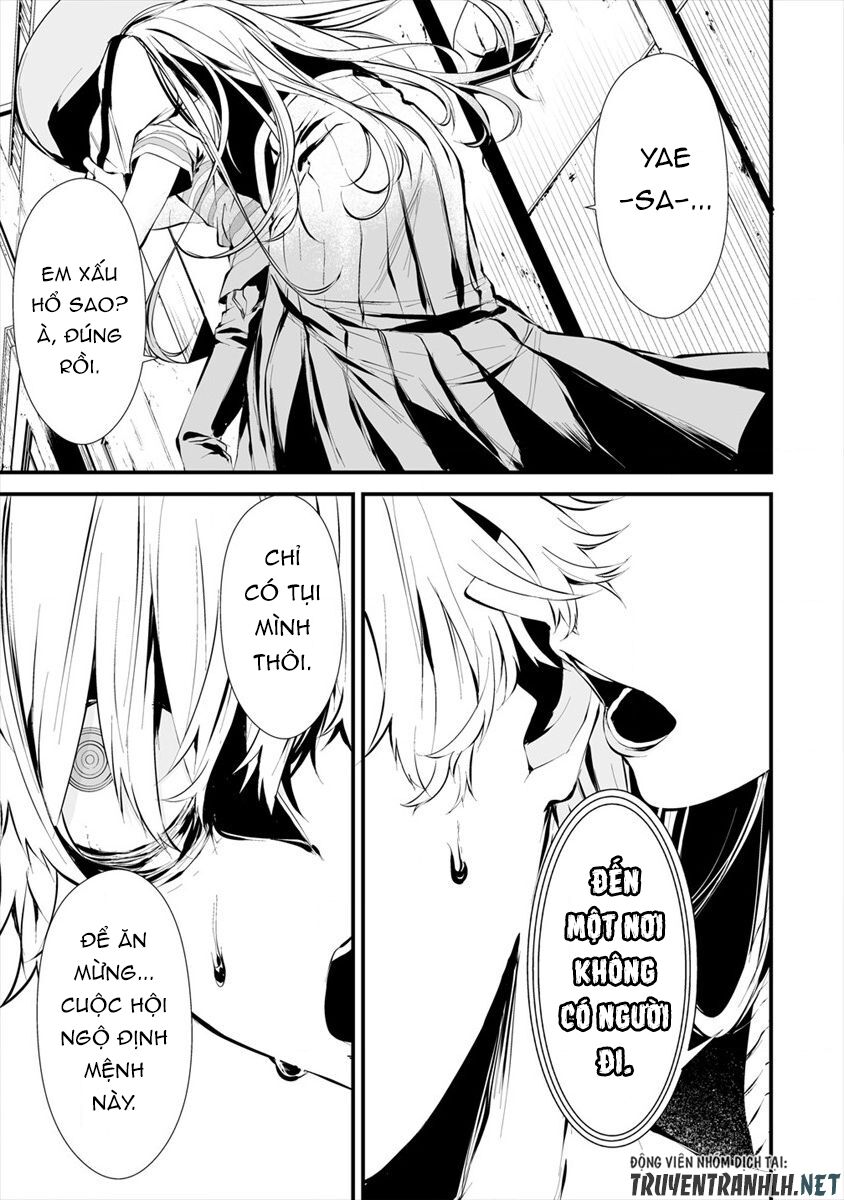 YAE
-SA-...
EM XẤU
HỔ SAO?
À, ĐÚNG
RỒI.
ĐẾN
MỘT NƠI
KHÔNG
CÓ NGƯỜI
ĐI.
CHỈ
CÓ TỤI
MÌNH
THÔI.
ĐỂ ĂN
MỪNG...
CUỘC HỘI
NGỘ ĐỊNH
MỆNH
NÀY.
ĐỘNG VIÊN NHÓM DỊCH TẠI:
TRUYENTRANHLH.NET